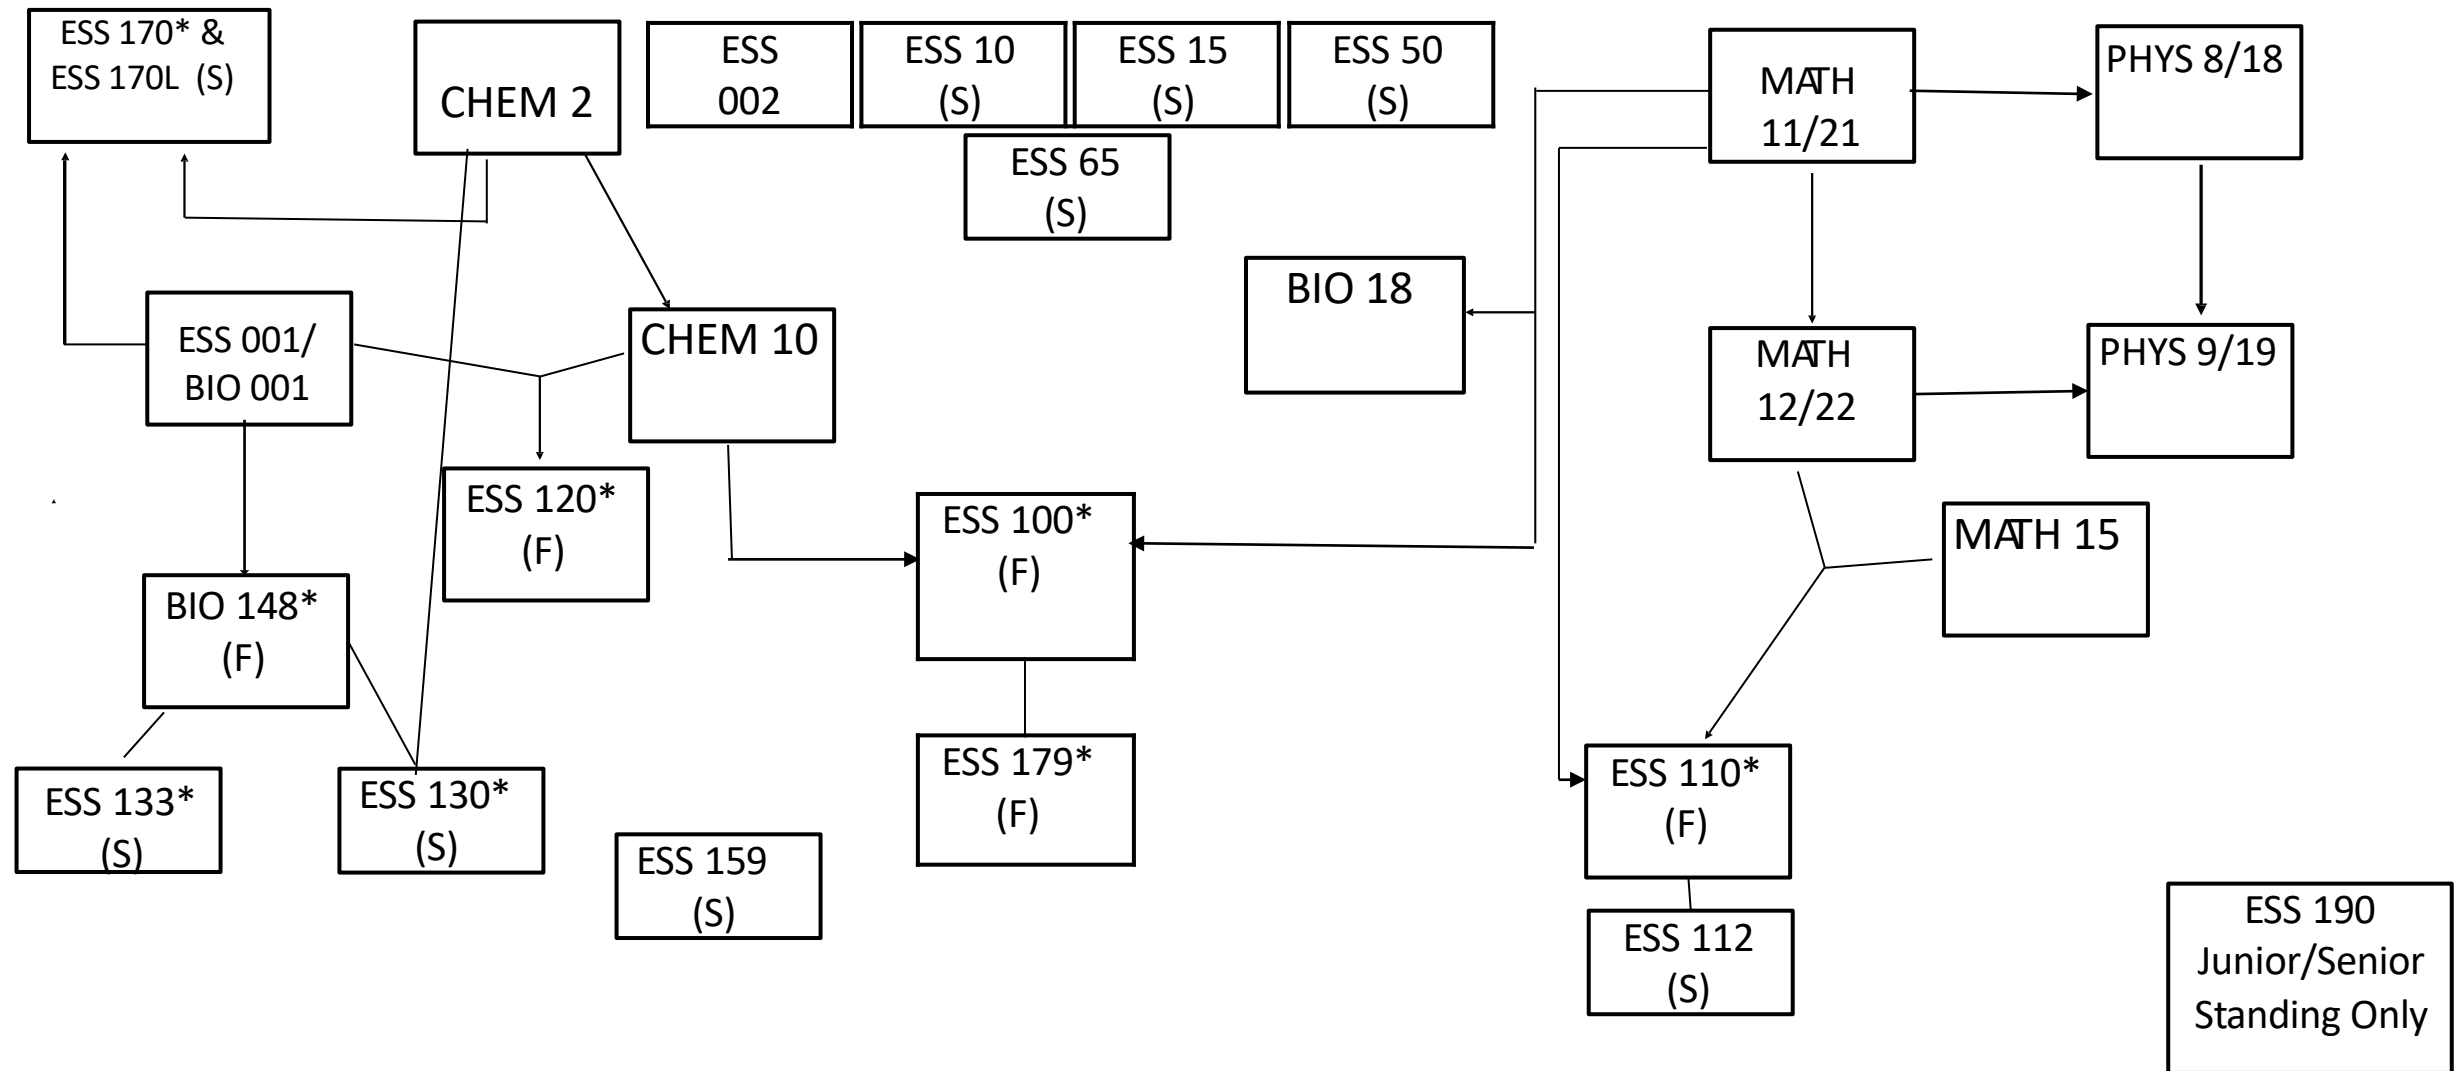 ESS 170* &
ESS 170L (S)
CHEM 2
ESS
002
ESS 10
(S)
ESS 15
(S)
ESS 50
(S)
ESS 65
(S)
MATH
11/21
PHYS 8/18
BIO 18
ESS 001/
BIO 001
CHEM 10
MATH
12/22
PHYS 9/19
ESS 120*
(F)
ESS 100*
(F)
MATH 15
BIO 148*
(F)
ESS 133*
(S)
ESS 130*
(S)
ESS 159
(S)
ESS 179*
(F)
ESS 110*
(F)
ESS 112
(S)
ESS 190
Junior/Senior
Standing Only